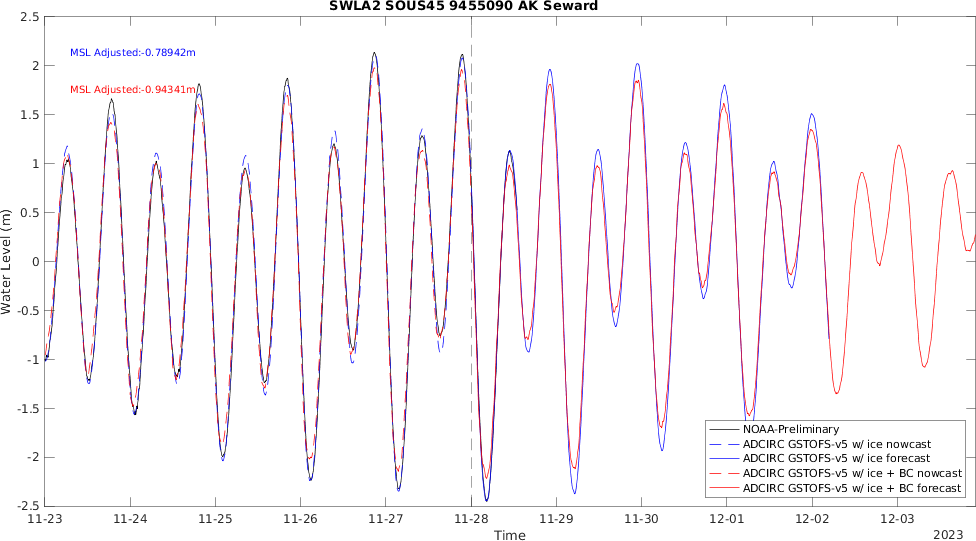 SWLA2 SOUS45 9455090 AK Seward
MSL Adjusted:-0.78942m
MSL Adjusted:-0.94341m
Water Level (m)
2.5
2
1.5
1
0.5
0
-0.5
-1
-1.5
-2
-2.5
NOAA-Preliminary
ADCIRC GSTOFS-v5 w/ ice nowcast
ADCIRC GSTOFS-v5 w/ ice forecast
ADCIRC GSTOFS-v5 w/ ice + BC nowcast
ADCIRC GSTOFS-v5 w/ ice + BC forecast
11-23 11-24 11-25 11-26 11-27 11-28 11-29 11-30 12-01 12-02 12-03
Time
2023